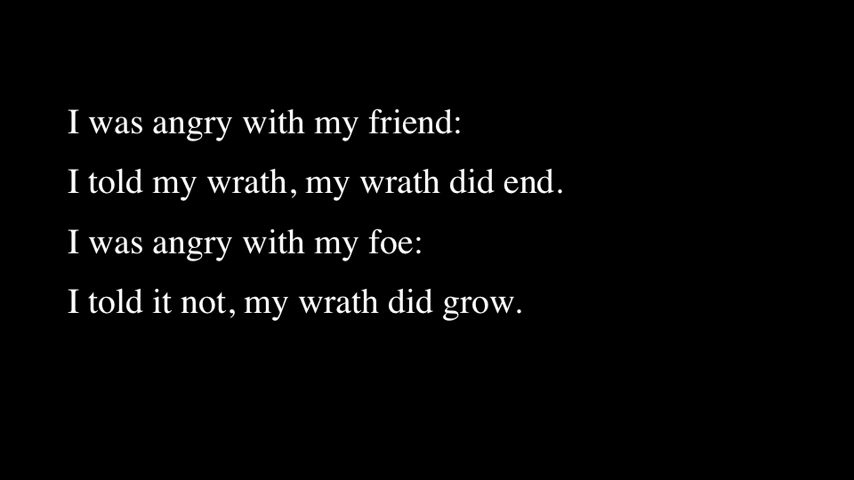 I was angry with my friend:
I told my wrath, my wrath did end.
I was angry with my foe:
I told it not, my wrath did grow.